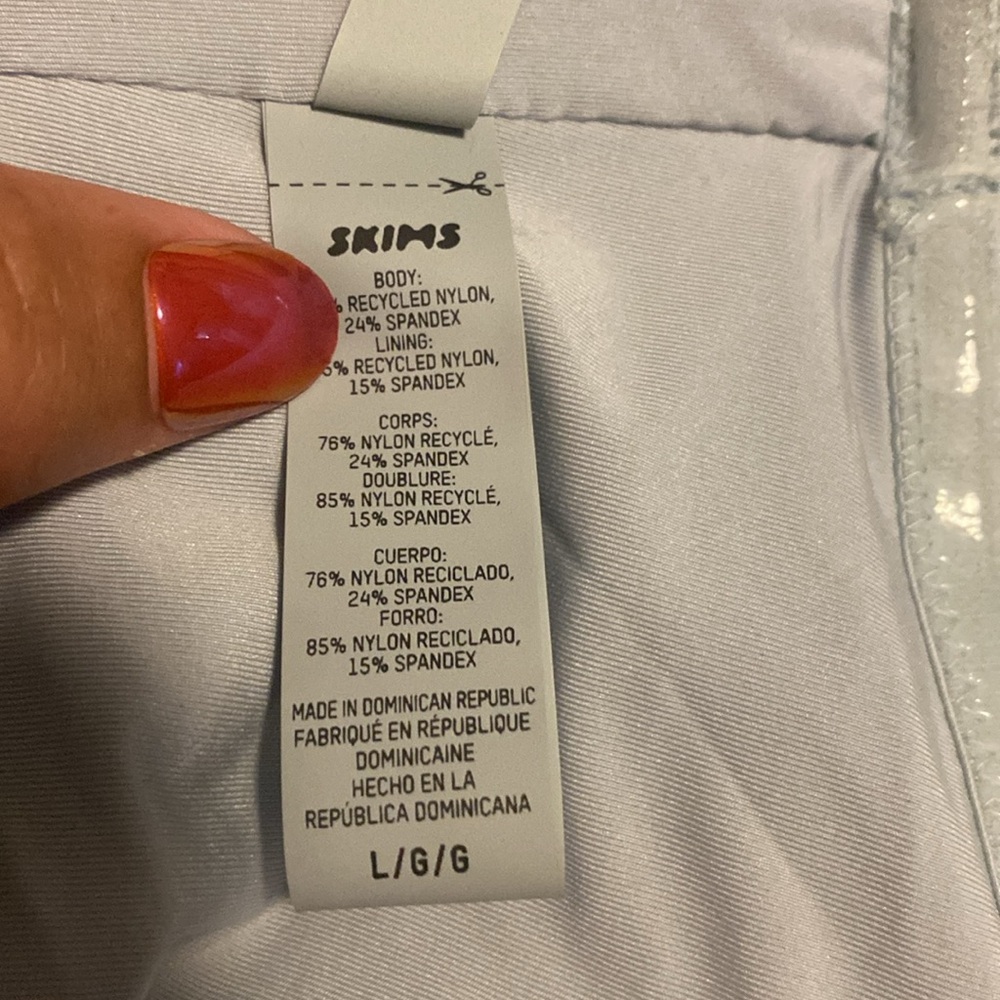 SKIMS
BODY:
% RECYCLED NYLON,
24% SPANDEX
LINING:
5% RECYCLED NYLON,
15% SPANDEX
CORPS:
76% NYLON RECYCLÉ,
24% SPANDEX
DOUBLURE:
85% NYLON RECYCLÉ,
15% SPANDEX
CUERPO:
76% NYLON RECICLADO,
24% SPANDEX
FORRO:
85% NYLON RECICLADO,
15% SPANDEX
MADE IN DOMINICAN REPUBLIC
FABRIQUÉ EN RÉPUBLIQUE
DOMINICAINE
HECHO EN LA
REPÚBLICA DOMINICANA
L/G/G